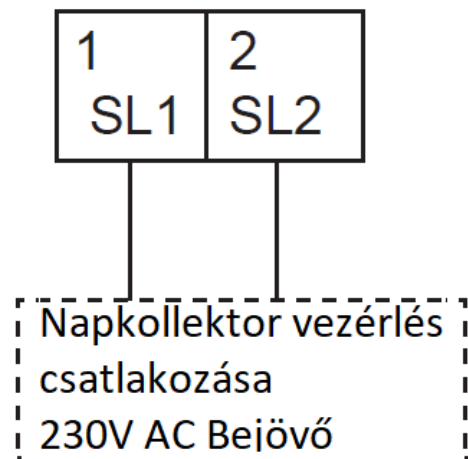 1 2
SL1 SL2
Napkollektor vezérlés
csatlakozása
230V AC Bejövő